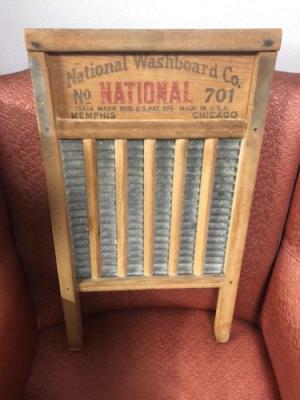 National Washboard Co.
No NATIONAL 701
TRADE MARK REG. U.S. PAT. OFF. MADE IN U.S.A.
MEMPHIS CHICAGO